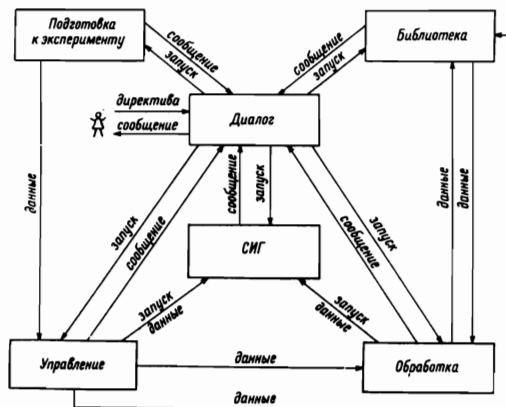 Подготовка
к эксперименту
Библиотека
сообщение
запуск
сообщение
запуск
директива
сообщение
Диалог
данные
запуск
сообщение
сообщение
запуск
запуск
сообщение
данные
данные
СИГ
запуск
данные
запуск
данные
Управление
данные
Обработка
данные